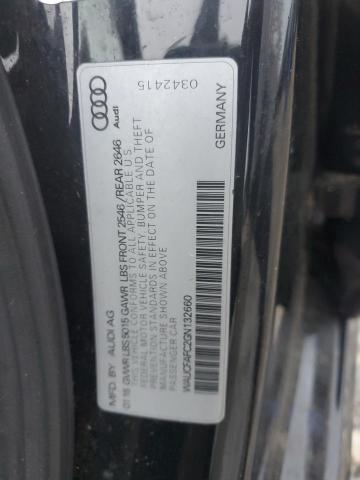 Audi
0342415
MFD. BY AUDI AG
01.16 GVWR LBS 5015 GAWR LBS FRONT 2546/REAR 2646
THIS VEHICLE CONFORMS TO ALL APPLICABLE U.S.
FEDERAL MOTOR VEHICLE SAFETY, BUMPER AND THEFT
PREVENTION STANDARDS IN EFFECT ON THE DATE OF
MANUFACTURE SHOWN ABOVE
PASSENGER CAR
WAUCFAFC2GN132660
GERMANY